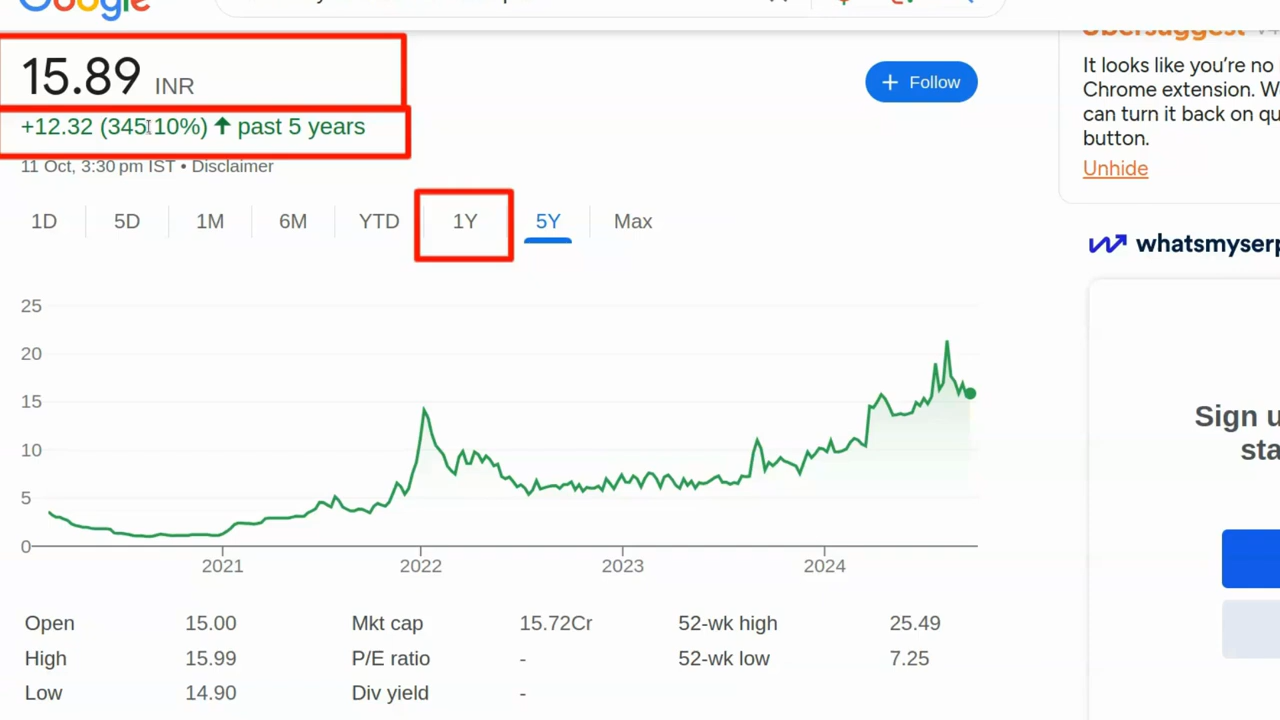 Google
15.89 INR
+ Follow
+12.32 (345.10%) ↑ past 5 years
11 Oct, 3:30 pm IST • Disclaimer
1D 5D 1M 6M YTD 1Y 5Y Max
25
20
15
10
5
0
2021 2022 2023 2024
Open 15.00 Mkt cap 15.72Cr 52-wk high 25.49
High 15.99 P/E ratio - 52-wk low 7.25
Low 14.90 Div yield -
Ubersuggest
It looks like you're no
Chrome extension. W
can turn it back on qu
button.
Unhide
whatsmyserp
Sign u
sta